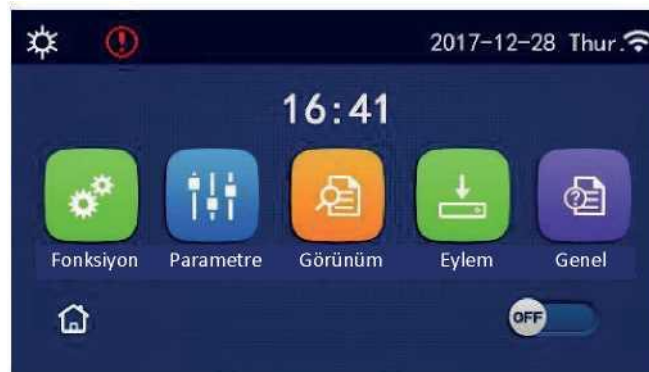 2017-12-28 Thur.
16:41
Fonksiyon Parametre Görünüm Eylem Genel
OFF